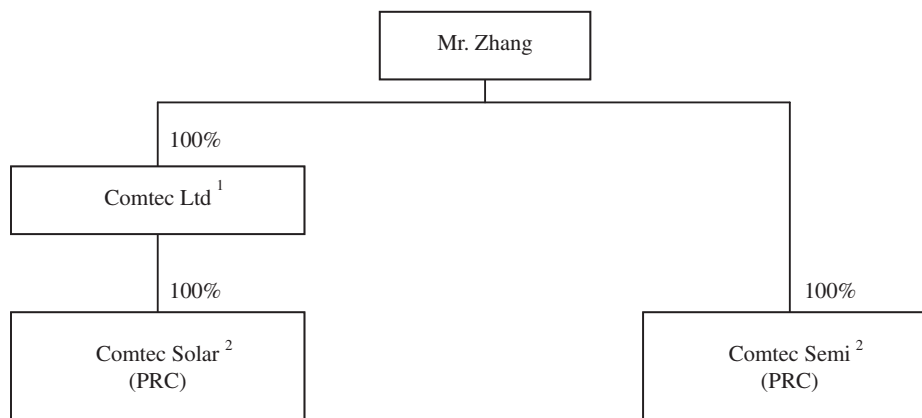 Mr. Zhang
100%
Comtec Ltd 1
100%
100%
Comtec Solar 2
(PRC)
Comtec Semi 2
(PRC)